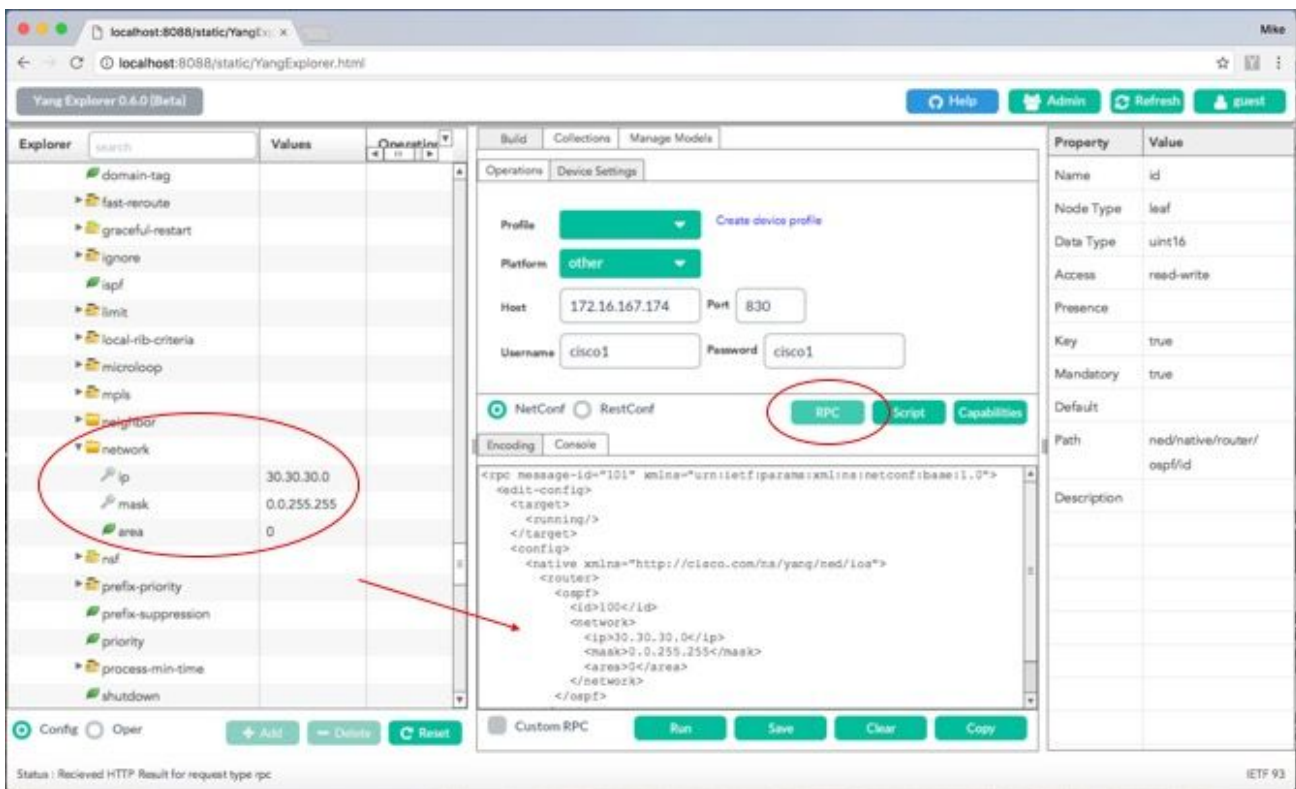 localhost:8088/static/YangEx
Mike
localhost:8088/static/YangExplorer.html
Yang Explorer 0.6.0 (Beta)
Help
Admin
Refresh
guest
Explorer
search
Values
Operation
domain-tag
fast-reroute
graceful-restart
ignore
ispf
limit
local-rib-criteria
microloop
mpls
neighbor
network
ip 30.30.30.0
mask 0.0.255.255
area 0
nsf
prefix-priority
prefix-suppression
priority
process-min-time
shutdown
Config
Oper
Add
Delete
Reset
Build
Collections
Manage Models
Operations
Device Settings
Profile
Create device profile
Platform other
Host 172.16.167.174 Port 830
Username cisco1 Password cisco1
NetConf
RestConf
RPC
Script
Capabilities
Encoding
Console
<rpc message-id="101" xmlns="urn:ietf:params:xml:ns:netconf:base:1.0">
<edit-config>
<target>
<running/>
</target>
<config>
<native xmlns="http://cisco.com/ns/yang/ned/ios">
<router>
<ospf>
<id>100</id>
<network>
<ip>30.30.30.0</ip>
<mask>0.0.255.255</mask>
<area>0</area>
</network>
</ospf>
Custom RPC
Run
Save
Clear
Copy
Property Value
Name id
Node Type leaf
Data Type uint16
Access read-write
Presence
Key true
Mandatory true
Default
Path ned/native/router/
ospf/id
Description
Status : Recieved HTTP Result for request type rpc
IETF 93